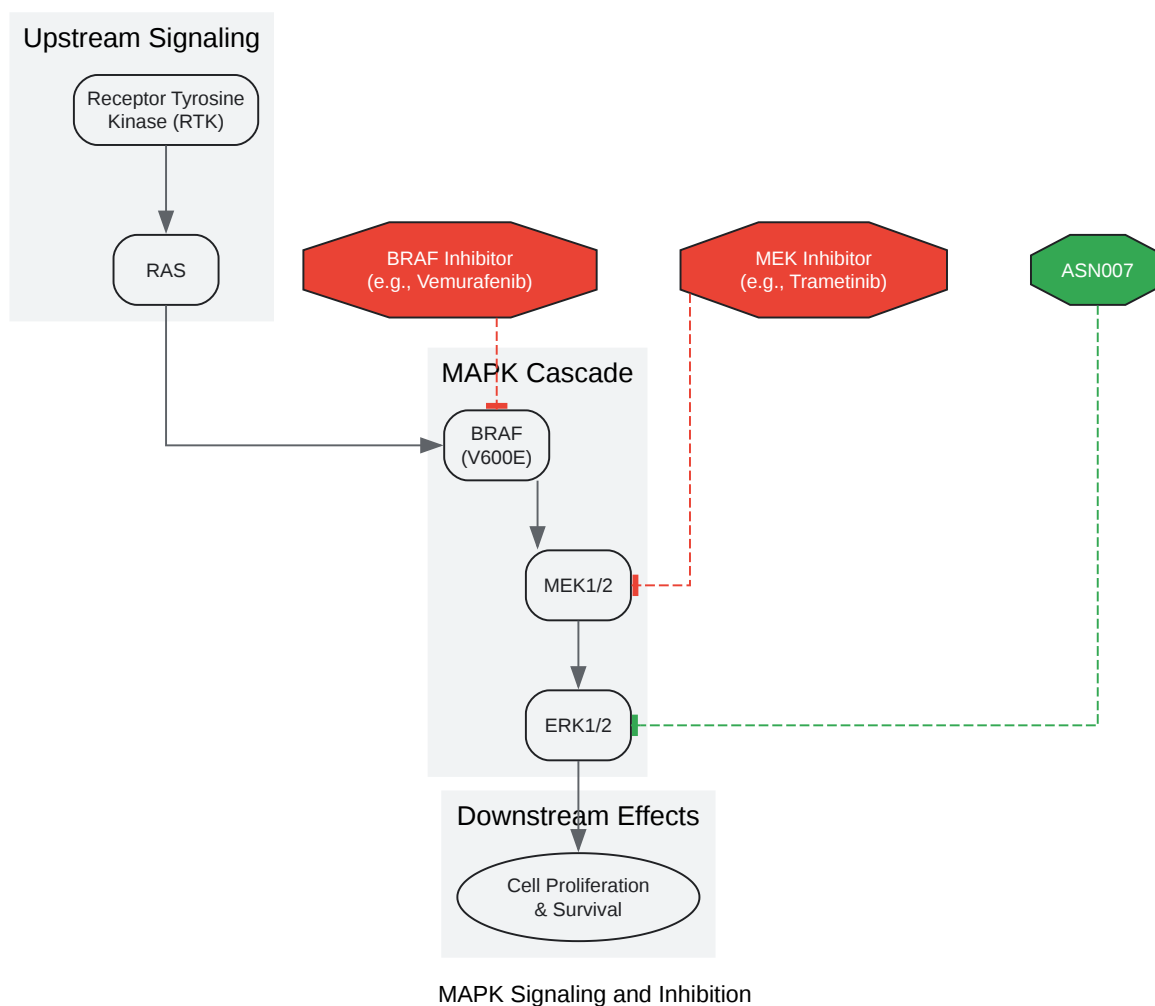 Upstream Signaling
Receptor Tyrosine
Kinase (RTK)
RAS
BRAF Inhibitor
(e.g., Vemurafenib)
MEK Inhibitor
(e.g., Trametinib)
ASN007
MAPK Cascade
BRAF
(V600E)
MEK1/2
ERK1/2
Downstream Effects
Cell Proliferation
& Survival
MAPK Signaling and Inhibition